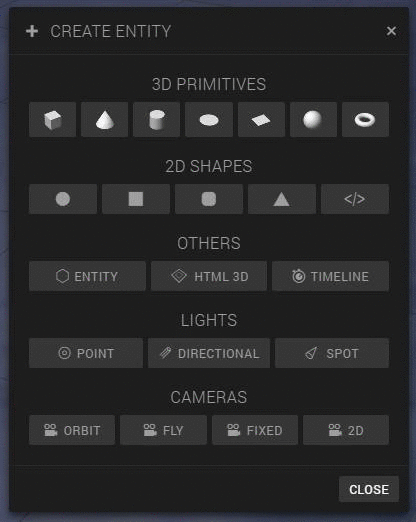 CREATE ENTITY
3D PRIMITIVES
2D SHAPES
</>
OTHERS
ENTITY HTML 3D TIMELINE
LIGHTS
POINT DIRECTIONAL SPOT
CAMERAS
ORBIT FLY FIXED 2D
CLOSE